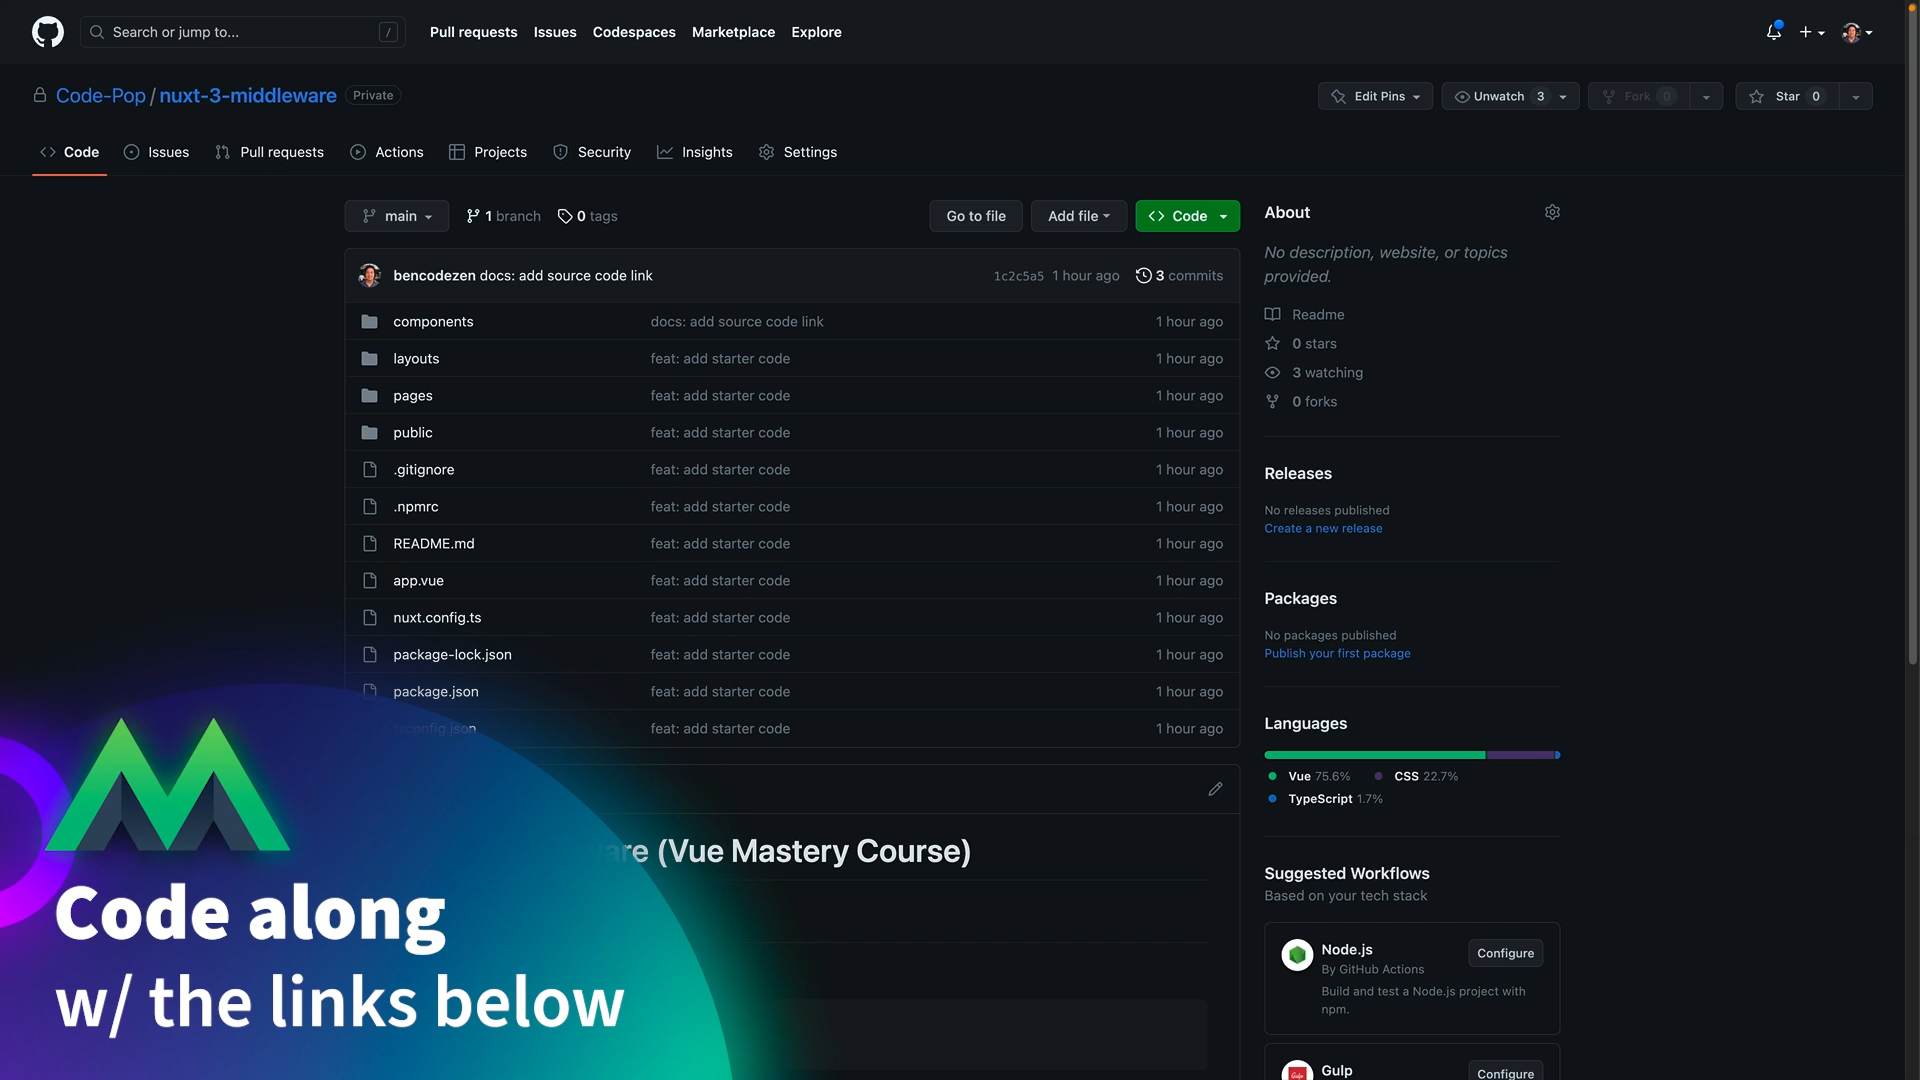 Search or jump to... /
Pull requests Issues Codespaces Marketplace Explore
Code-Pop / nuxt-3-middleware Private
Edit Pins Unwatch 3 Fork 0 Star 0
Code Issues Pull requests Actions Projects Security Insights Settings
main 1 branch 0 tags Go to file Add file Code
bencodezen docs: add source code link 1c2c5a5 1 hour ago 3 commits
components docs: add source code link 1 hour ago
layouts feat: add starter code 1 hour ago
pages feat: add starter code 1 hour ago
public feat: add starter code 1 hour ago
.gitignore feat: add starter code 1 hour ago
.npmrc feat: add starter code 1 hour ago
README.md feat: add starter code 1 hour ago
app.vue feat: add starter code 1 hour ago
nuxt.config.ts feat: add starter code 1 hour ago
package-lock.json feat: add starter code 1 hour ago
package.json feat: add starter code 1 hour ago
tsconfig.json feat: add starter code 1 hour ago
(Vue Mastery Course)
About
No description, website, or topics
provided.
Readme
0 stars
3 watching
0 forks
Releases
No releases published
Create a new release
Packages
No packages published
Publish your first package
Languages
Vue 75.6% CSS 22.7%
TypeScript 1.7%
Suggested Workflows
Based on your tech stack
Node.js Configure
By GitHub Actions
Build and test a Node.js project with
npm.
Gulp Configure
Code along
w/ the links below